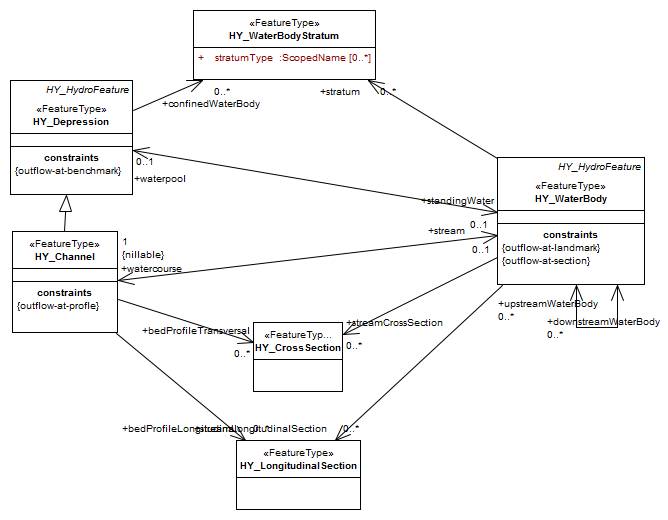 «FeatureType»
HY_WaterBodyStratum
+ stratumType :ScopedName [0..*]
HY_HydroFeature
«FeatureType»
HY_Depression
constraints
{outflow-at-benchmark}
0..*
+confinedWaterBody
+stratum
0..*
0..1
+waterpool
HY_HydroFeature
«FeatureType»
HY_WaterBody
constraints
{outflow-at-landmark}
{outflow-at-section}
+standingWater
0..1
+stream
0..1
«FeatureType»
HY_Channel
constraints
{outflow-at-profle}
1
{nillable}
+watercourse
+upstreamWaterBody
0..*
+downstreamWaterBody
0..*
+bedProfileTransversal
0..*
+streamCrossSection
0..*
«FeatureTyp...
HY_CrossSection
+bedProfileLongitudinal
0..*
LongitudinalSection
0..*
«FeatureType»
HY_LongitudinalSection